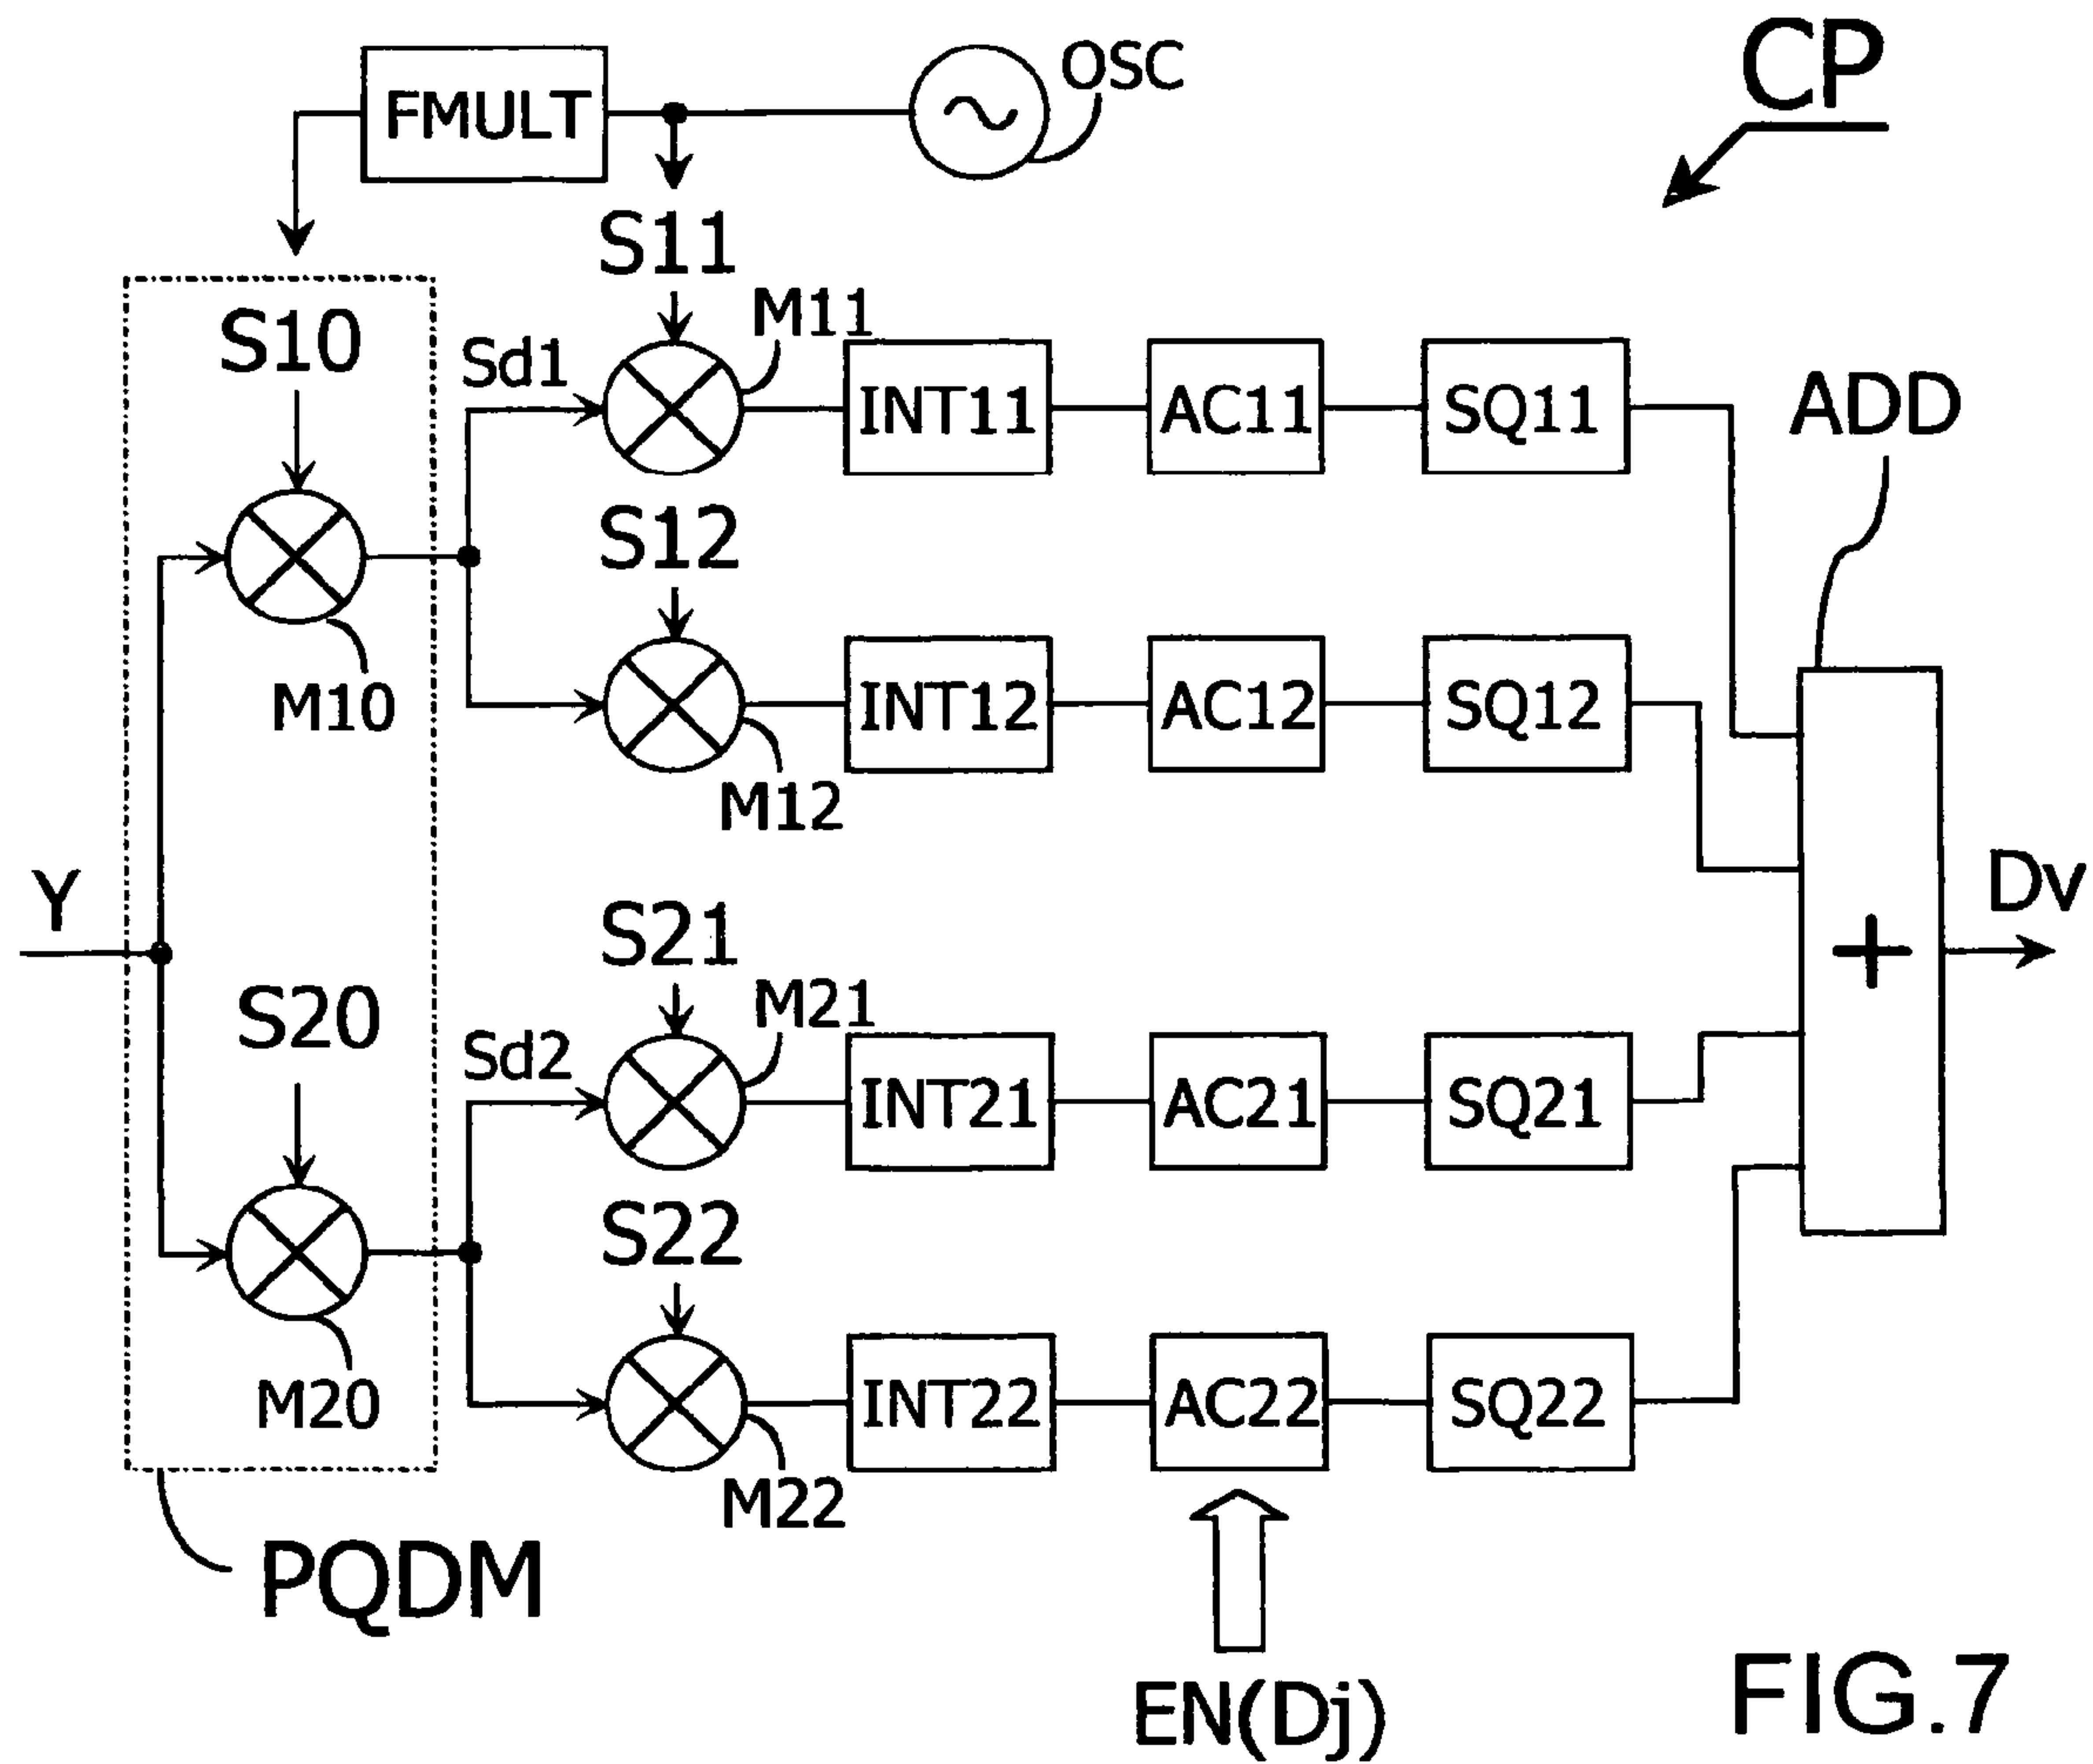 CP
OSC
FMULT
S11
M11
S10
Sd1
INT11
AC11
SQ11
ADD
S12
M10
INT12
AC12
SQ12
M12
Y
Dv
S21
+
M21
S20
Sd2
INT21
AC21
SQ21
S22
M20
INT22
AC22
SQ22
M22
PQDM
EN(Dj)
FIG.7